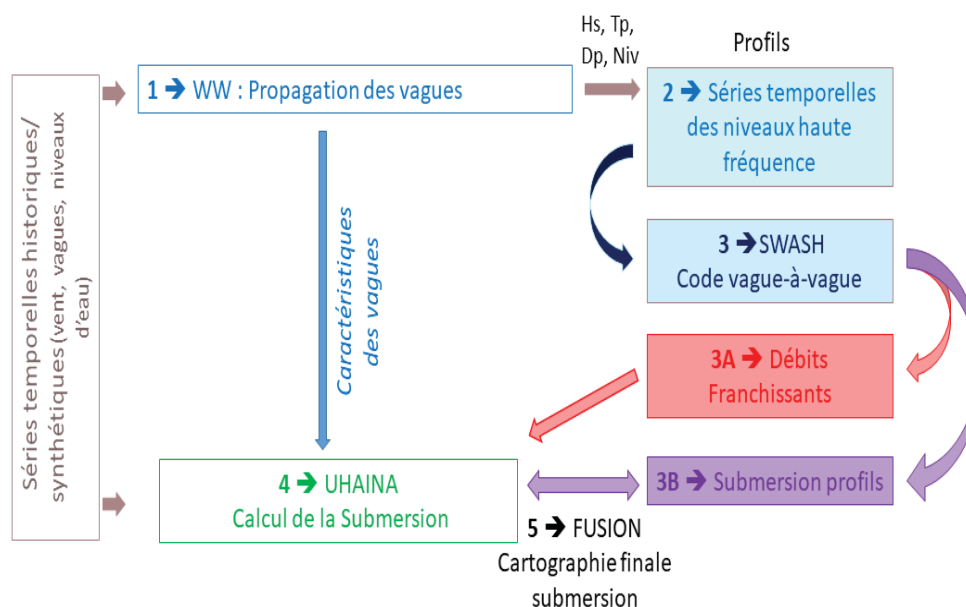 Séries temporelles historiques/
synthétiques (vent, vagues, niveaux
d'eau)
1 ➔ WW : Propagation des vagues
Hs, Tp,
Dp, Niv
Profils
2 ➔ Séries temporelles
des niveaux haute
fréquence
Caractéristiques
des vagues
3 ➔SWASH
Code vague-à-vague
3A ➔ Débits
Franchissants
4 ➔ UHAINA
Calcul de la Submersion
3B ➔ Submersion profils
5 ➔ FUSION
Cartographie finale
submersion